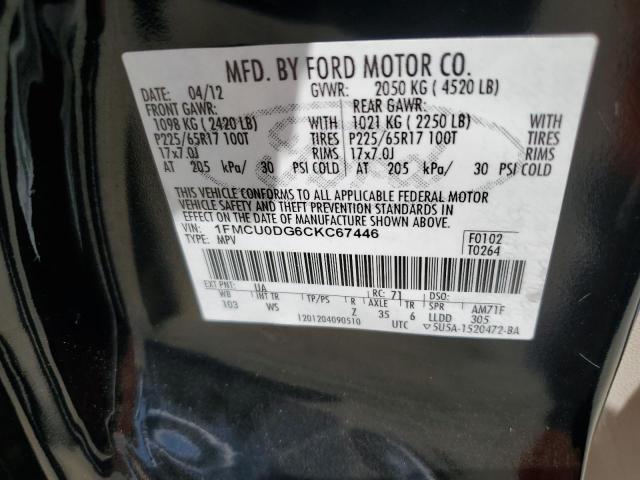 MFD. BY FORD MOTOR CO.
DATE: 04/12 GVWR: 2050 KG ( 4520 LB)
FRONT GAWR: REAR GAWR:
1098 KG ( 2420 LB) WITH 1021 KG ( 2250 LB) WITH
P225/65R17 100T TIRES P225/65R17 100T TIRES
17x7.0J RIMS 17x7.0J RIMS
AT 205 kPa/ 30 PSI COLD AT 205 kPa/ 30 PSI COLD
THIS VEHICLE CONFORMS TO ALL APPLICABLE FEDERAL MOTOR
VEHICLE SAFETY AND THEFT PREVENTION STANDARDS IN
EFFECT ON THE DATE OF MANUFACTURE SHOWN ABOVE.
VIN: 1FMCU0DG6CKC67446 F0102
TYPE: MPV T0264
EXT PNT: UA RC: 71 DSO:
WB INT TR TP/PS R AXLE TR SPR AM71F
103 WS Z 35 6 LLDD 305
1201204090510 UTC ▽5U5A-1520472-BA